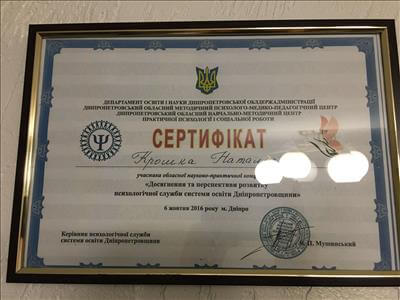 ДЕПАРТАМЕНТ ОСВІТИ І НАУКИ ДНІПРОПЕТРОВСЬКОЇ ОБЛДЕРЖАДМІНІСТРАЦІЇ
ДНІПРОПЕТРОВСЬКИЙ ОБЛАСНИЙ МЕТОДИЧНИЙ ПСИХОЛОГО-МЕДИКО-ПЕДАГОГІЧНИЙ ЦЕНТР
ДНІПРОПЕТРОВСЬКИЙ ОБЛАСНИЙ НАВЧАЛЬНО-МЕТОДИЧНИЙ ЦЕНТР
ПРАКТИЧНОЇ ПСИХОЛОГІЇ І СОЦІАЛЬНОЇ РОБОТИ
СЕРТИФІКАТ
Крошка
учасника обласної науково-практичної
«Досягнення та перспективи розвитку
психологічної служби системи освіти Дніпропетровщини»
6 жовтня 2016 року м. Дніпро
Керівник психологічної служби
системи освіти Дніпропетровщини
Мушинський